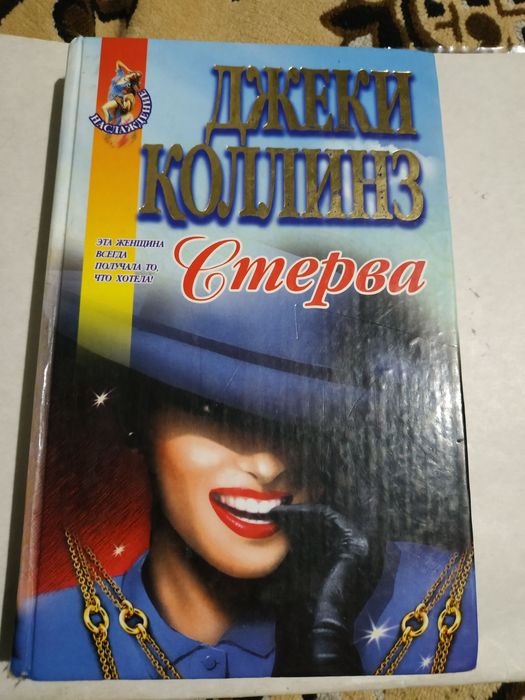 НАСЛАЖДЕНИЕ
ДЖЕКИ
КОЛЛИНЗ
ЭТА ЖЕНЩИНА
ВСЕГДА
ПОЛУЧАЛА ТО,
ЧТО ХОТЕЛА!
Стерва